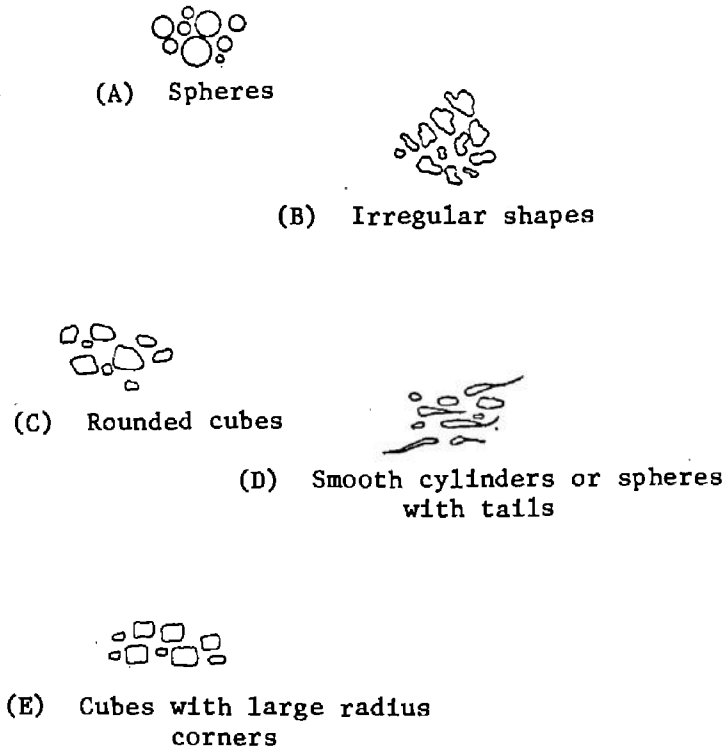 (A) Spheres
(B) Irregular shapes
(C) Rounded cubes
(D) Smooth cylinders or spheres
with tails
(E) Cubes with large radius
corners